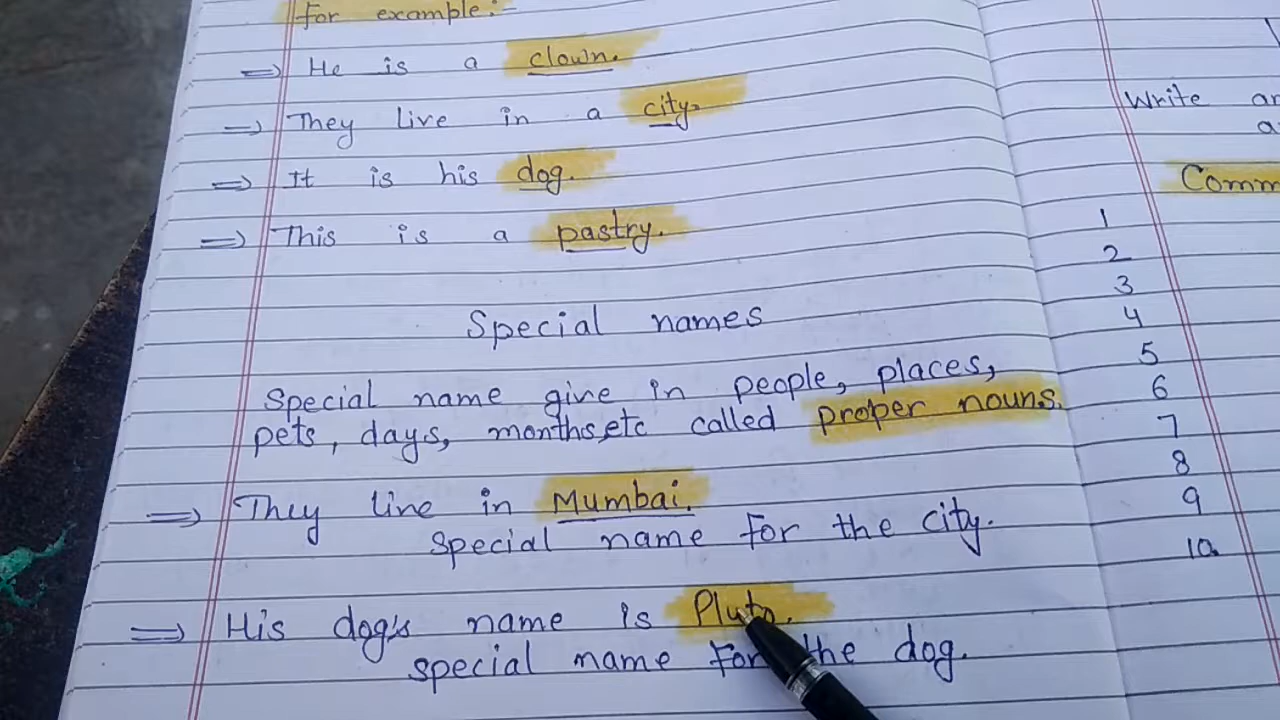 for example:-
⇒ He is a clown.
⇒ They live in a city.
⇒ It is his dog.
⇒ This is a pastry.
Special names
Special name give in people, places,
pets, days, months,etc called proper nouns.
⇒ They line in Mumbai.
Special name for the city.
⇒ His dog's name is Pluto.
special name for the dog.
Write
Comm
1
2
3
4
5
6
7
8
9
10